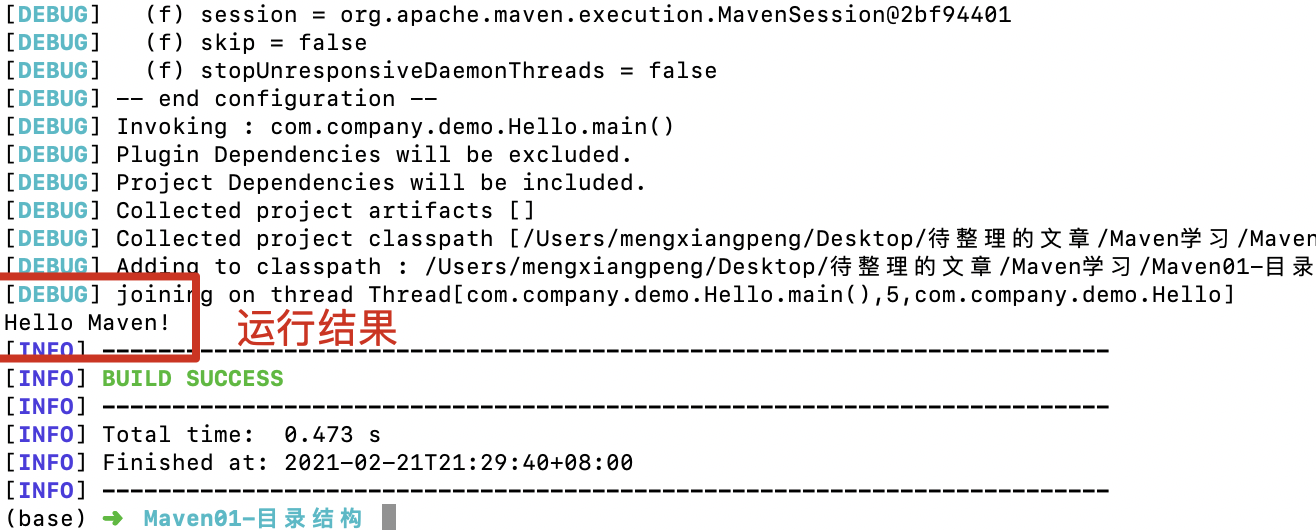 [DEBUG]   (f) session = org.apache.maven.execution.MavenSession@2bf94401
[DEBUG]   (f) skip = false
[DEBUG]   (f) stopUnresponsiveDaemonThreads = false
[DEBUG] -- end configuration --
[DEBUG] Invoking : com.company.demo.Hello.main()
[DEBUG] Plugin Dependencies will be excluded.
[DEBUG] Project Dependencies will be included.
[DEBUG] Collected project artifacts []
[DEBUG] Collected project classpath [/Users/mengxiangpeng/Desktop/待整理的文章/Maven学习/Maven
[DEBUG] Adding to classpath : /Users/mengxiangpeng/Desktop/待整理的文章/Maven学习/Maven01-目录
[DEBUG] joining on thread Thread[com.company.demo.Hello.main(),5,com.company.demo.Hello]
Hello Maven!
运行结果
[INFO] ------------------------------------------------------------------------
[INFO] BUILD SUCCESS
[INFO] ------------------------------------------------------------------------
[INFO] Total time:  0.473 s
[INFO] Finished at: 2021-02-21T21:29:40+08:00
[INFO] ------------------------------------------------------------------------
(base) ➜  Maven01-目录结构